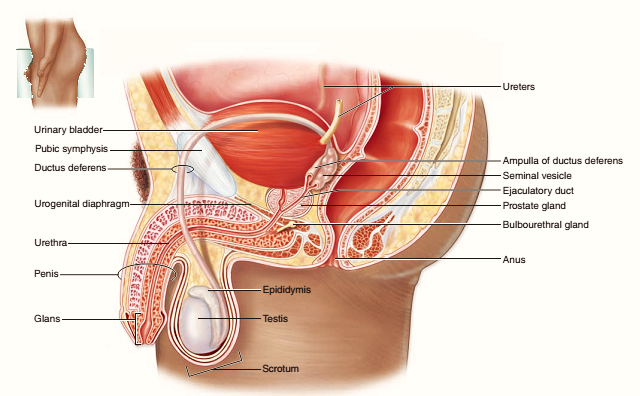 Ureters
Urinary bladder
Pubic symphysis
Ductus deferens
Urogenital diaphragm
Urethra
Penis
Glans
Ampulla of ductus deferens
Seminal vesicle
Ejaculatory duct
Prostate gland
Bulbourethral gland
Anus
Epididymis
Testis
Scrotum